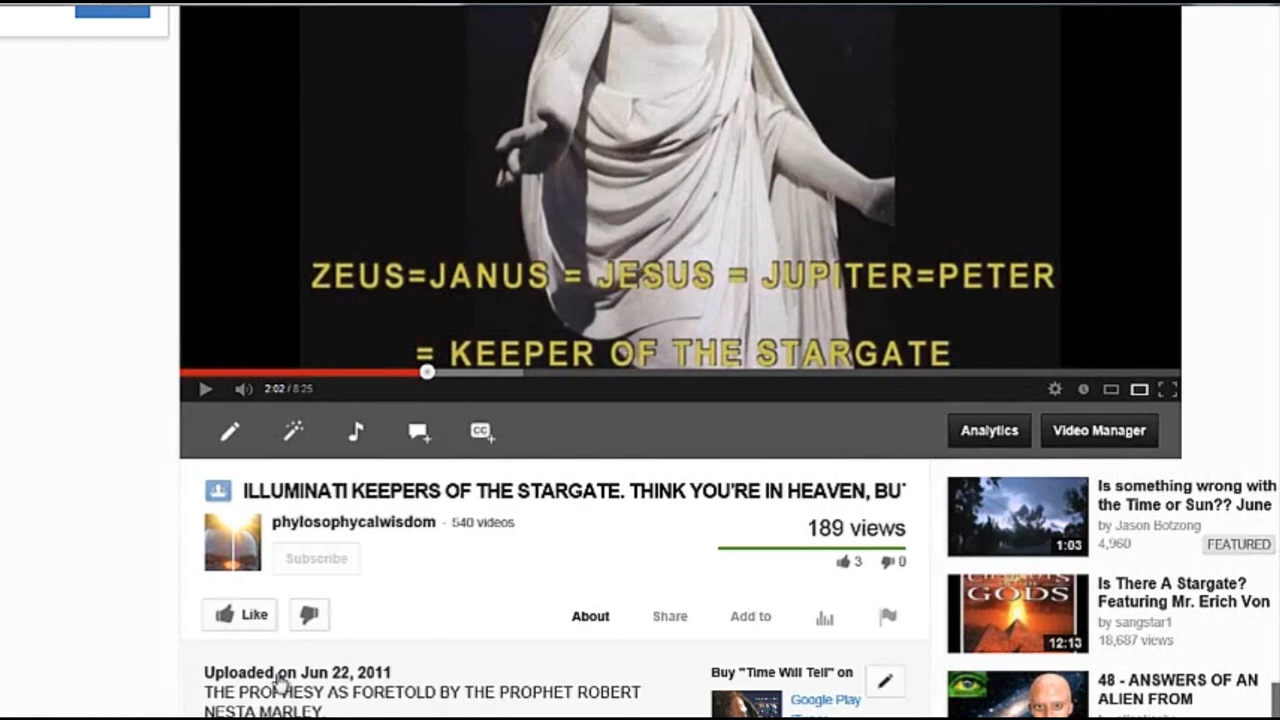 ZEUS=JANUS = JESUS = JUPITER=PETER
= KEEPER OF THE STARGATE
2:02 / 8:25
CC
Analytics
Video Manager
ILLUMINATI KEEPERS OF THE STARGATE. THINK YOU'RE IN HEAVEN, BU
phylosophycalwisdom · 540 videos
189 views
Subscribe
3
0
Like
About
Share
Add to
Uploaded on Jun 22, 2011
THE PROPHESY AS FORETOLD BY THE PROPHET ROBERT
NESTA MARLEY.
Buy "Time Will Tell" on
Google Play
1:03
Is something wrong with
the Time or Sun?? June
by Jason Botzong
4,960
FEATURED
GODS
12:13
Is There A Stargate?
Featuring Mr. Erich Von
by sangstar1
18,687 views
48 - ANSWERS OF AN
ALIEN FROM